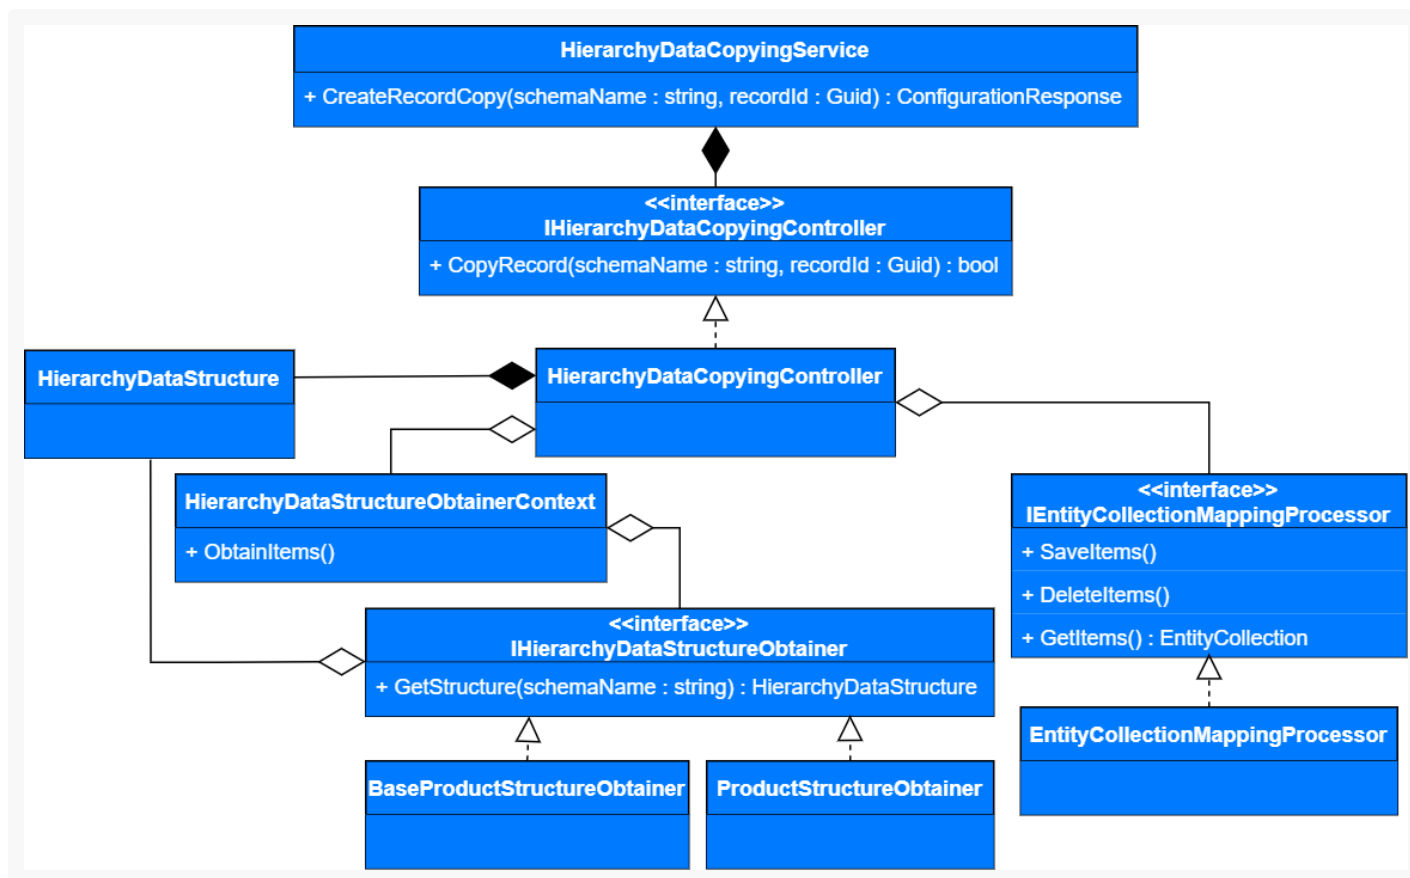 HierarchyDataCopyingService
+ CreateRecordCopy(schemaName : string, recordId : Guid) : ConfigurationResponse
<<interface>>
IHierarchyDataCopyingController
+ CopyRecord(schemaName : string, recordId : Guid) : bool
HierarchyDataStructure
HierarchyDataCopyingController
HierarchyDataStructureObtainerContext
+ ObtainItems()
<<interface>>
IEntityCollectionMappingProcessor
+ SaveItems()
+ DeleteItems()
+ GetItems() : EntityCollection
<<interface>>
IHierarchyDataStructureObtainer
+ GetStructure(schemaName : string) : HierarchyDataStructure
EntityCollectionMappingProcessor
BaseProductStructureObtainer
ProductStructureObtainer